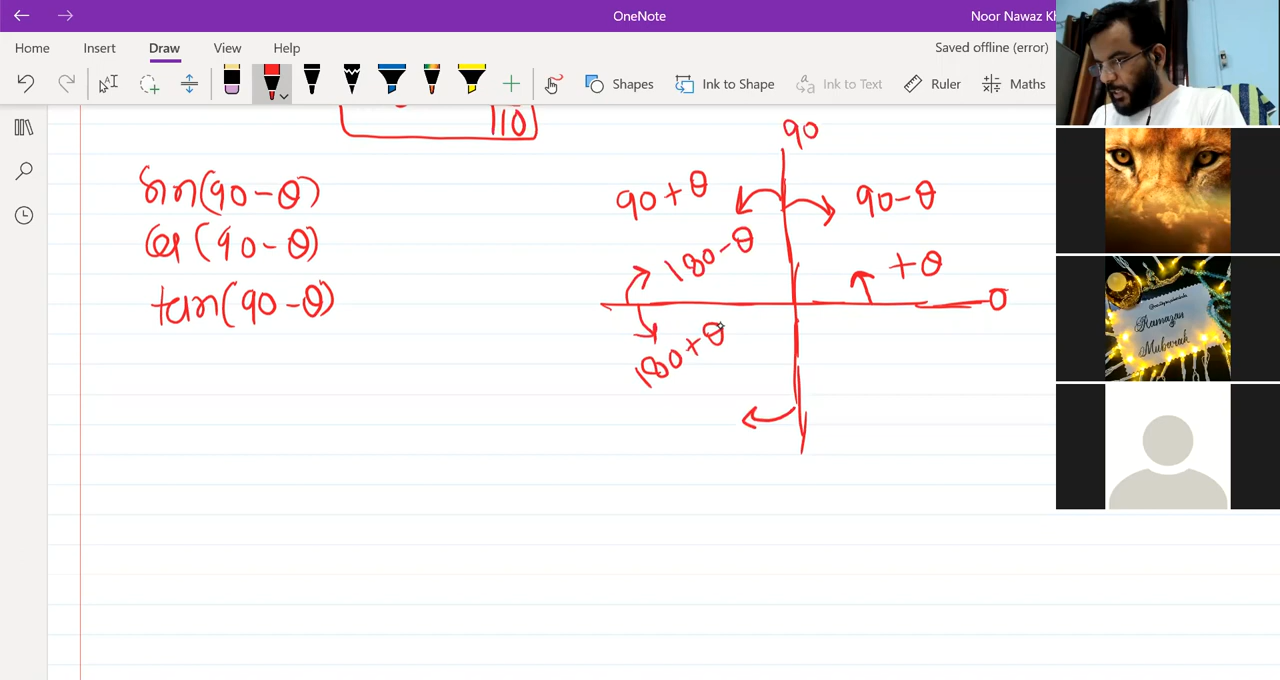 OneNote
Noor Nawaz Kh
Home Insert Draw View Help
Saved offline (error)
Shapes Ink to Shape Ink to Text Ruler Maths
110
90
sin(90-θ)
cos(90-θ)
tan(90-θ)
90+θ
90-θ
180-θ
+θ
0
180+θ
Ramazan
Mubarak